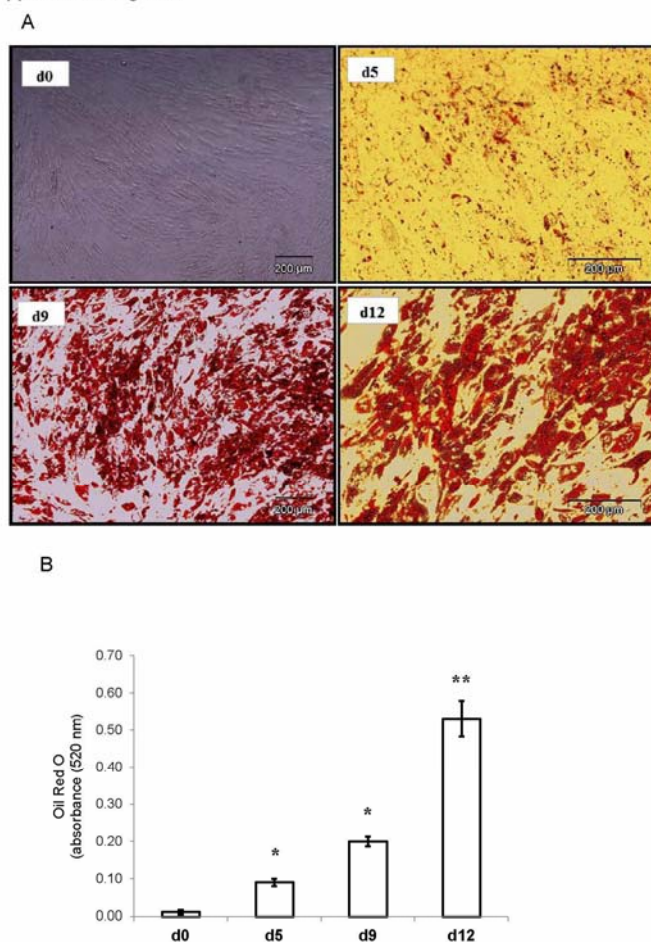 A
d0
d5
200 µm
200 µm
d9
d12
200 µm
200 µm
B
0.70
**
0.60
0.50
0.40
0.30
*
0.20
*
0.10
0.00
Oil Red O
(absorbance (520 nm)
d0 d5 d9 d12